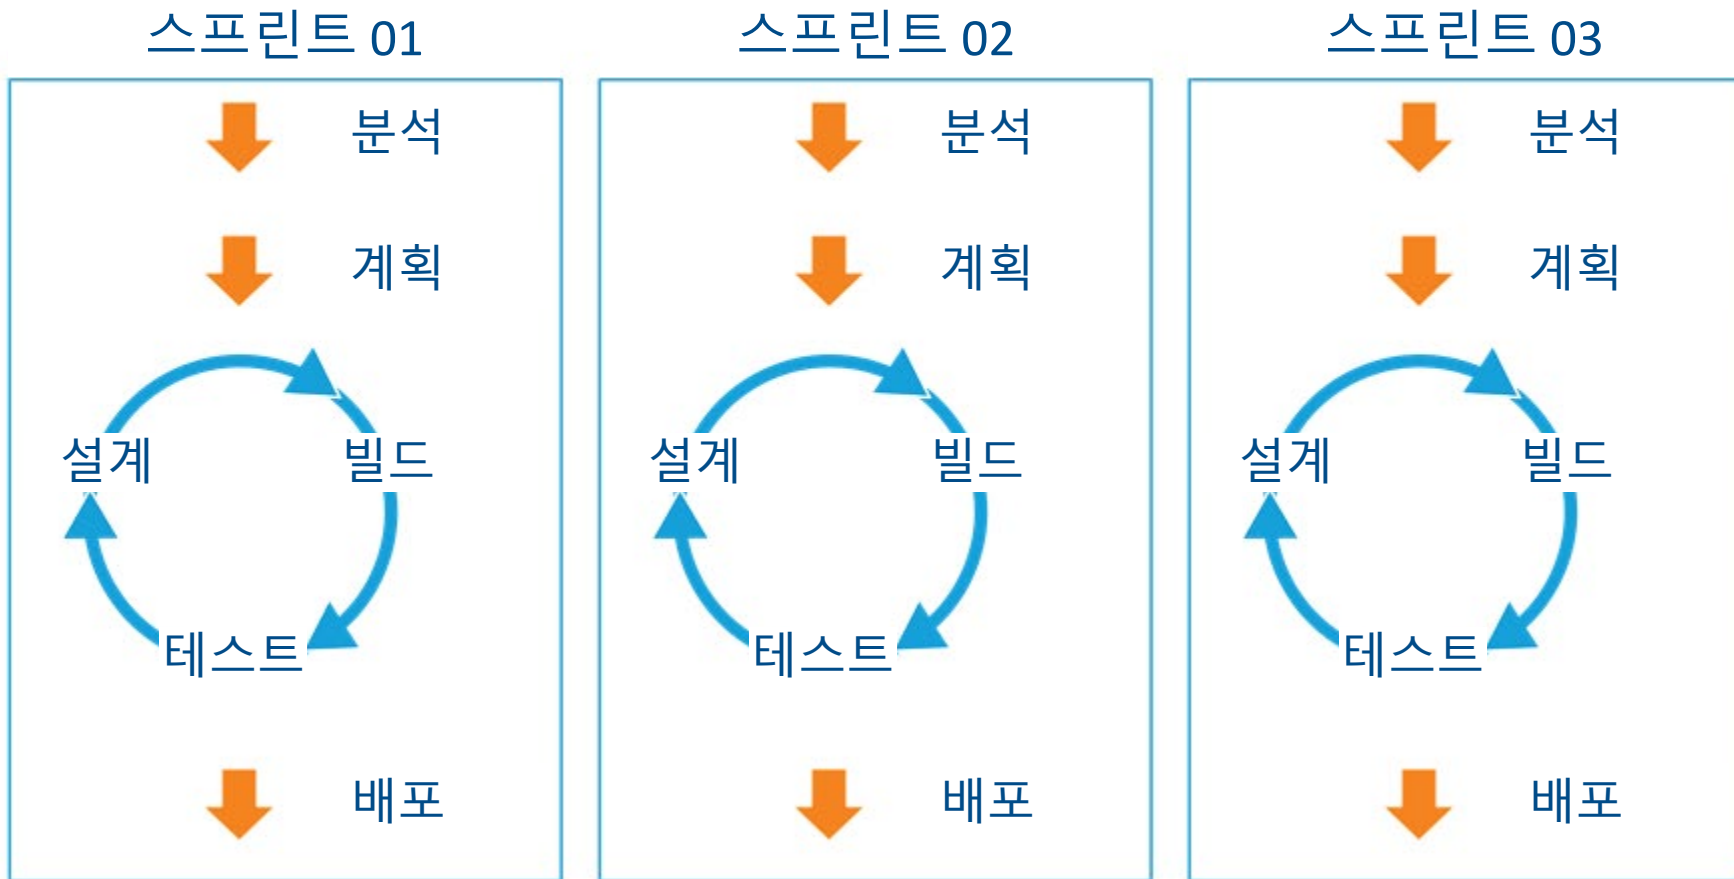 스프린트 01
분석
계획
설계
빌드
테스트
배포
스프린트 02
분석
계획
설계
빌드
테스트
배포
스프린트 03
분석
계획
설계
빌드
테스트
배포